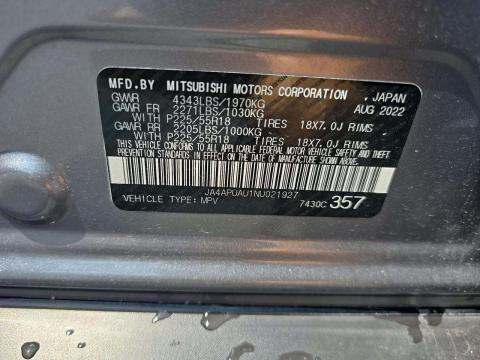 MFD.BY MITSUBISHI MOTORS CORPORATION, JAPAN
GVWR 4343LBS/1970KG AUG 2022
GAWR FR 2271LBS/1030KG
WITH P225/55R18 TIRES 18X7.0J RIMS
GAWR RR 2205LBS/1000KG
WITH P225/55R18 TIRES 18X7.0J RIMS
THIS VEHICLE CONFORMS TO ALL APPLICABLE FEDERAL MOTOR VEHICLE SAFETY AND
THEFT PREVENTION STANDARDS IN EFFECT ON THE DATE OF MANUFACTURE SHOWN ABOVE.
JA4APUAU1NU021927
VEHICLE TYPE: MPV 7430C 357